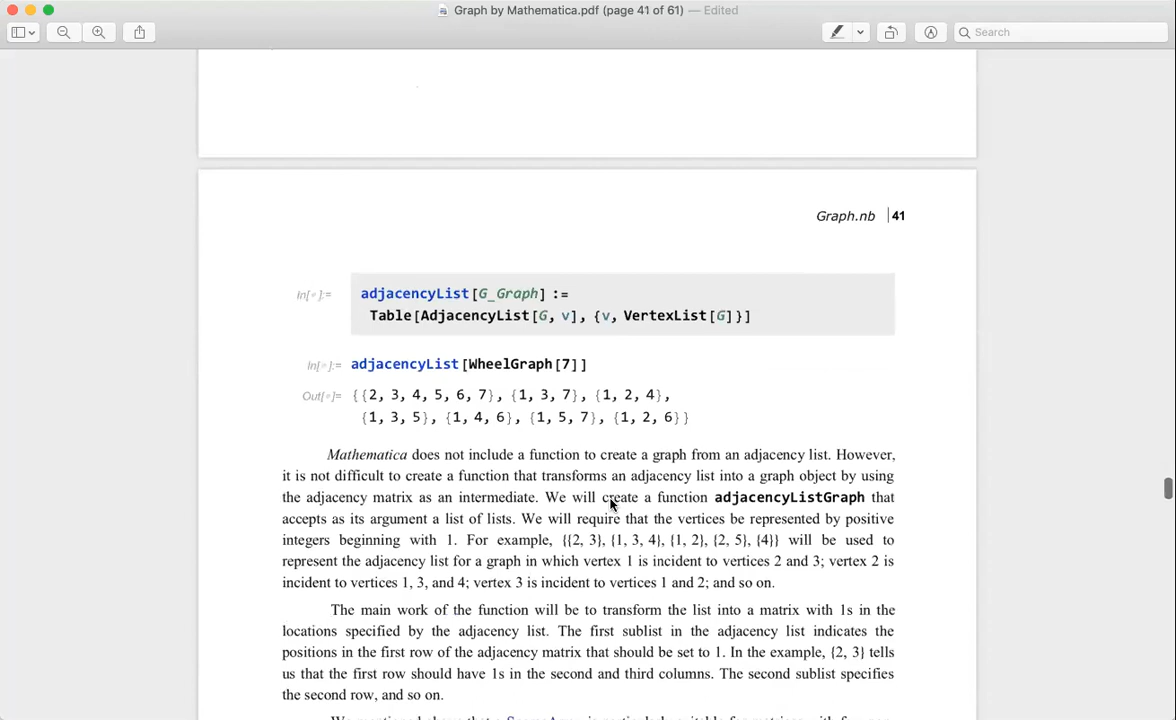 Graph by Mathematica.pdf (page 41 of 61) — Edited
Search
Graph.nb | 41
In[ ]:= adjacencyList[G_Graph] :=
Table[AdjacencyList[G, v], {v, VertexList[G]}]
In[ ]:= adjacencyList[WheelGraph[7]]
Out[ ]= {{2, 3, 4, 5, 6, 7}, {1, 3, 7}, {1, 2, 4},
{1, 3, 5}, {1, 4, 6}, {1, 5, 7}, {1, 2, 6}}
Mathematica does not include a function to create a graph from an adjacency list. However,
it is not difficult to create a function that transforms an adjacency list into a graph object by using
the adjacency matrix as an intermediate. We will create a function adjacencyListGraph that
accepts as its argument a list of lists. We will require that the vertices be represented by positive
integers beginning with 1. For example, {{2, 3}, {1, 3, 4}, {1, 2}, {2, 5}, {4}} will be used to
represent the adjacency list for a graph in which vertex 1 is incident to vertices 2 and 3; vertex 2 is
incident to vertices 1, 3, and 4; vertex 3 is incident to vertices 1 and 2; and so on.
The main work of the function will be to transform the list into a matrix with 1s in the
locations specified by the adjacency list. The first sublist in the adjacency list indicates the
positions in the first row of the adjacency matrix that should be set to 1. In the example, {2, 3} tells
us that the first row should have 1s in the second and third columns. The second sublist specifies
the second row, and so on.